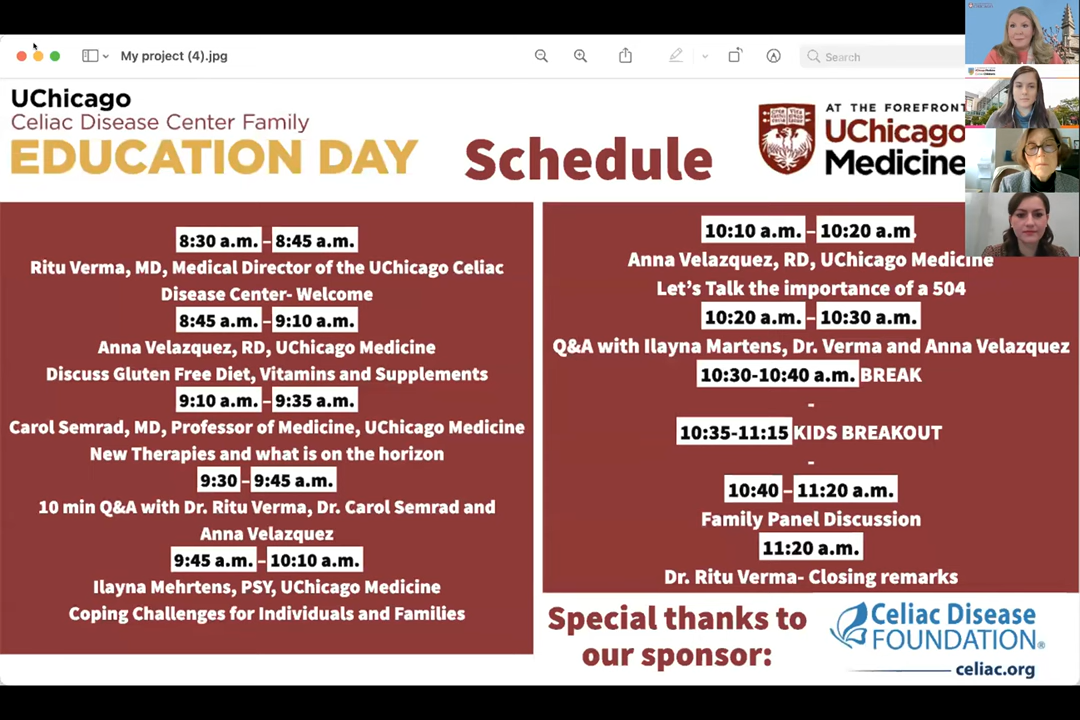 My project (4).jpg
Search
UChicago
Celiac Disease Center Family
EDUCATION DAY
Schedule
AT THE FOREFRONT
UChicago
Medicine
8:30 a.m. – 8:45 a.m.
Ritu Verma, MD, Medical Director of the UChicago Celiac
Disease Center- Welcome
8:45 a.m. – 9:10 a.m.
Anna Velazquez, RD, UChicago Medicine
Discuss Gluten Free Diet, Vitamins and Supplements
9:10 a.m. – 9:35 a.m.
Carol Semrad, MD, Professor of Medicine, UChicago Medicine
New Therapies and what is on the horizon
9:30 – 9:45 a.m.
10 min Q&A with Dr. Ritu Verma, Dr. Carol Semrad and
Anna Velazquez
9:45 a.m. – 10:10 a.m.
Ilayna Mehrtens, PSY, UChicago Medicine
Coping Challenges for Individuals and Families
10:10 a.m. – 10:20 a.m.
Anna Velazquez, RD, UChicago Medicine
Let's Talk the importance of a 504
10:20 a.m. – 10:30 a.m.
Q&A with Ilayna Martens, Dr. Verma and Anna Velazquez
10:30-10:40 a.m. BREAK
-
10:35-11:15 KIDS BREAKOUT
-
10:40 – 11:20 a.m.
Family Panel Discussion
11:20 a.m.
Dr. Ritu Verma- Closing remarks
Special thanks to
our sponsor:
Celiac Disease
FOUNDATION®
celiac.org